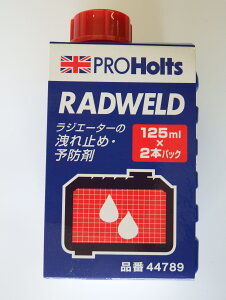 PROHolts
RADWELD
ラジエーターの
洩れ止め・
予防剤
125ml
×
2本パック
品番 44789